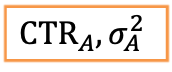 CTR_A, σ_A^2